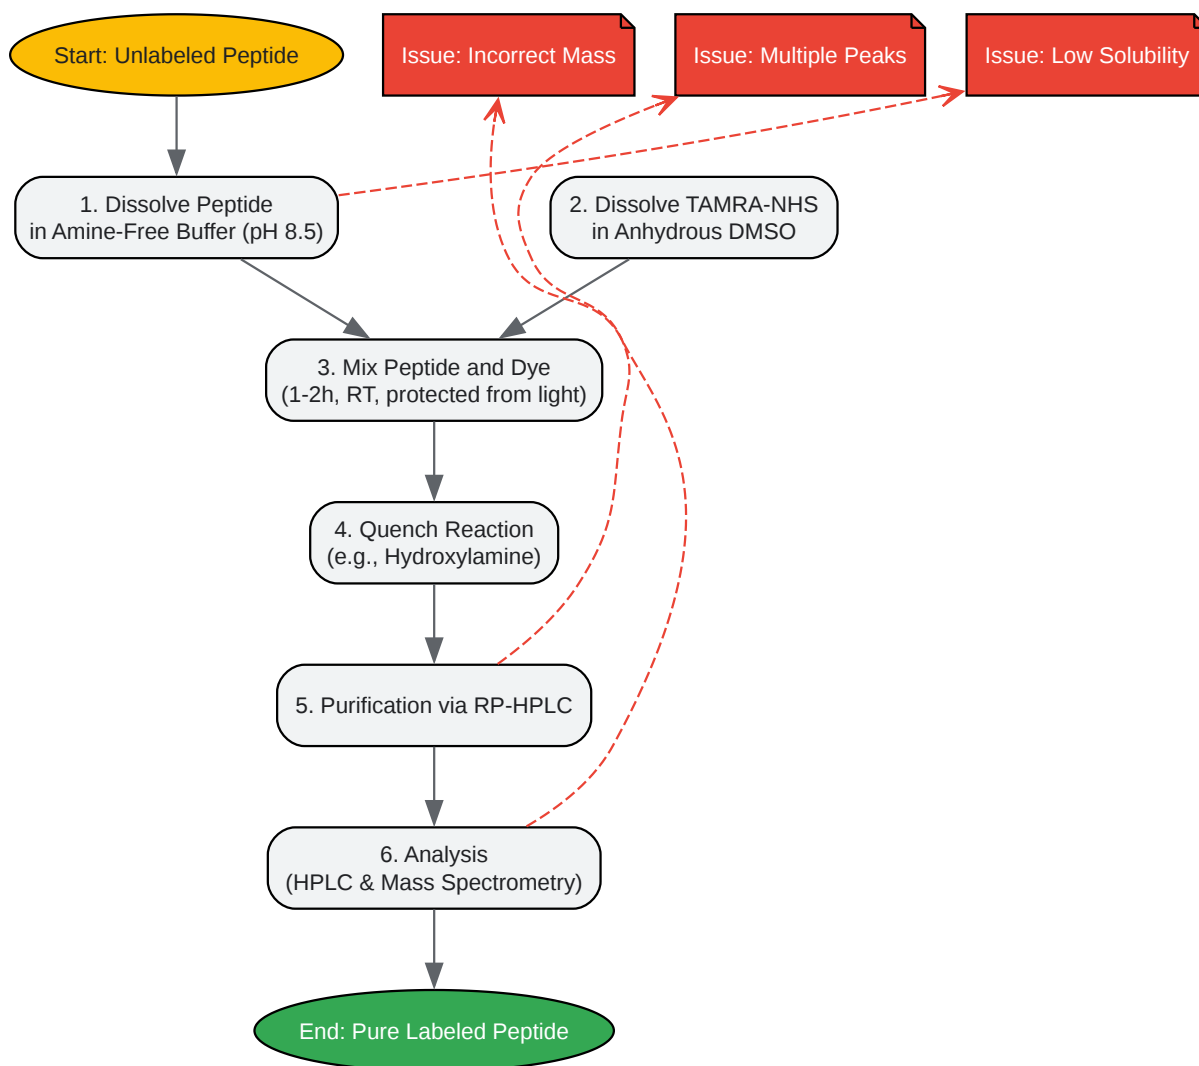 Start: Unlabeled Peptide
Issue: Incorrect Mass
Issue: Multiple Peaks
Issue: Low Solubility
1. Dissolve Peptide
in Amine-Free Buffer (pH 8.5)
2. Dissolve TAMRA-NHS
in Anhydrous DMSO
3. Mix Peptide and Dye
(1-2h, RT, protected from light)
4. Quench Reaction
(e.g., Hydroxylamine)
5. Purification via RP-HPLC
6. Analysis
(HPLC & Mass Spectrometry)
End: Pure Labeled Peptide